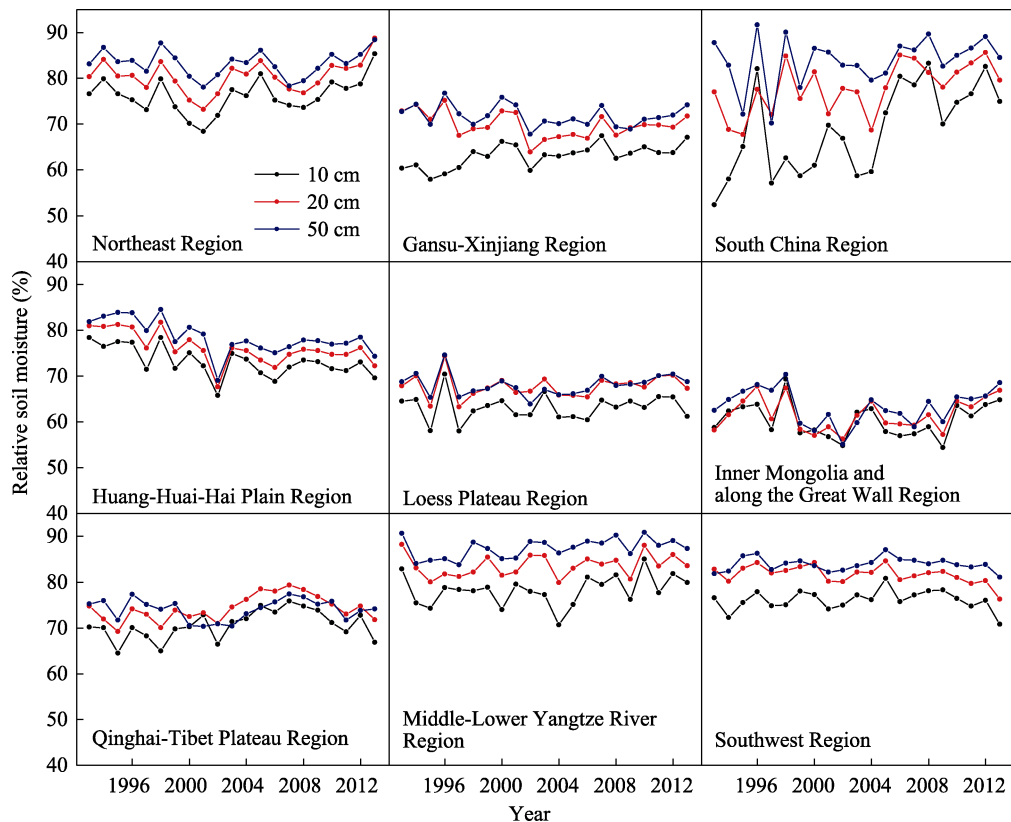 90
80
70
60
50
40
10 cm
20 cm
50 cm
Northeast Region
Gansu-Xinjiang Region
South China Region
90
80
70
60
50
40
Relative soil moisture (%)
Huang-Huai-Hai Plain Region
Loess Plateau Region
Inner Mongolia and
along the Great Wall Region
90
80
70
60
50
40
Qinghai-Tibet Plateau Region
Middle-Lower Yangtze River
Region
Southwest Region
1996 2000 2004 2008 2012 1996 2000 2004 2008 2012 1996 2000 2004 2008 2012
Year